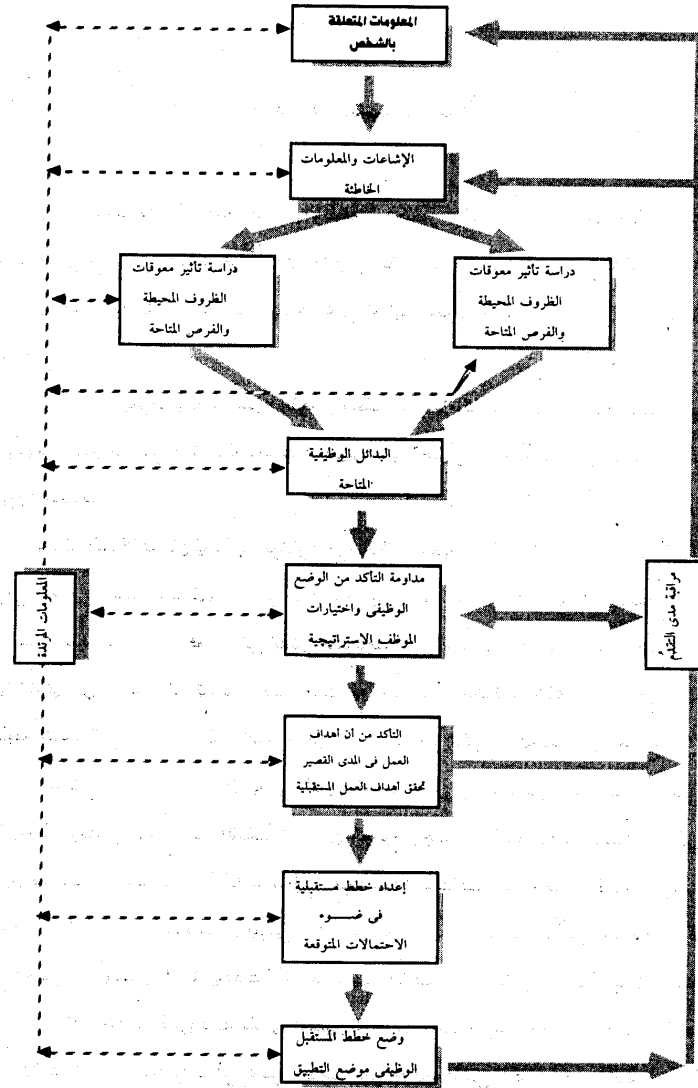 المعلومات المتعلقة
بالشخص
الإشاعات والمعلومات
الخاطئة
دراسة تأثير معوقات
الظروف المحيطة
والفرص المتاحة
دراسة تأثير معوقات
الظروف المحيطة
والفرص المتاحة
البدائل الوظيفية
المتاحة
مداومة التأكد من الوضع
الوظيفى واختيارات
الموظف الاستراتيجية
مراقبة مدى التقدم
المعلومات المرتدة
التأكد من أن أهداف
العمل فى المدى القصير
تحقق أهداف العمل المستقبلية
إعداد خطط مستقبلية
فى ضـــــوء
الاحتمالات المتوقعة
وضع خطط المستقبل
الوظيفى موضع التطبيق